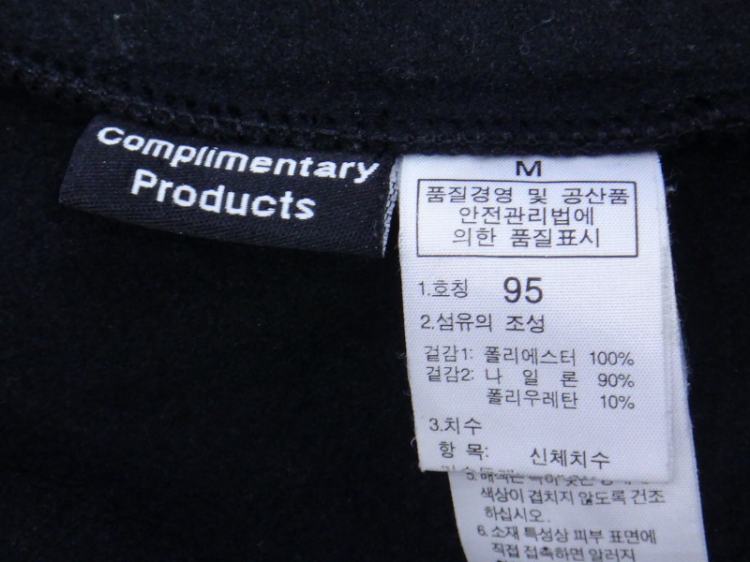 Complimentary
Products
M
품질경영 및 공산품
안전관리법에
의한 품질표시
1.호칭 95
2.섬유의 조성
겉감1: 폴리에스터 100%
겉감2: 나 일 론 90%
폴리우레탄 10%
3.치수
항 목: 신체치수
색상이 겹치지 않도록 건조
하십시오.
6.소재 특성상 피부 표면에
직접 접촉하면 알러지